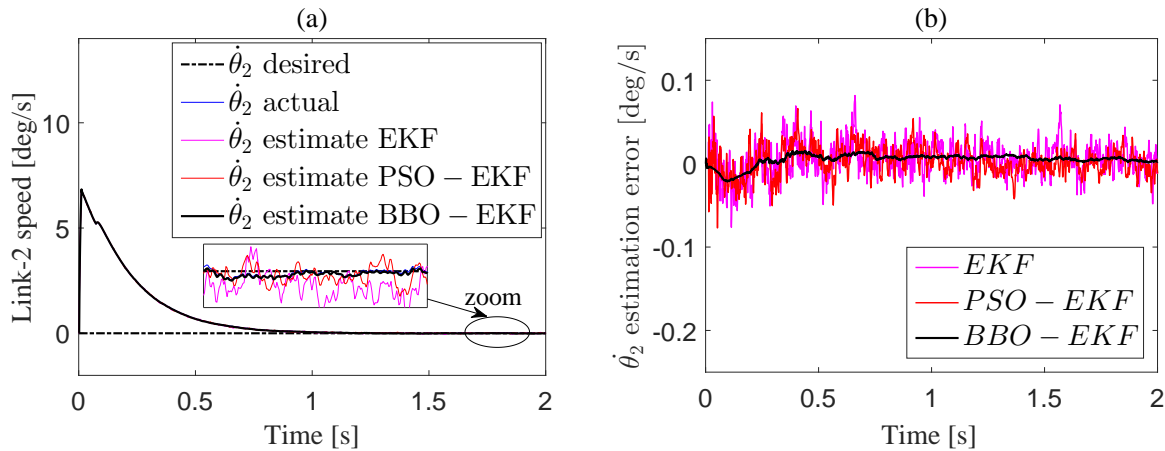 (a)
Link-2 speed [deg/s]
10
5
0
θ̇₂ desired
θ̇₂ actual
θ̇₂ estimate EKF
θ̇₂ estimate PSO − EKF
θ̇₂ estimate BBO − EKF
zoom
0 0.5 1 1.5 2
Time [s]
(b)
θ̇₂ estimation error [deg/s]
0.1
0
-0.1
-0.2
EKF
PSO − EKF
BBO − EKF
0 0.5 1 1.5 2
Time [s]